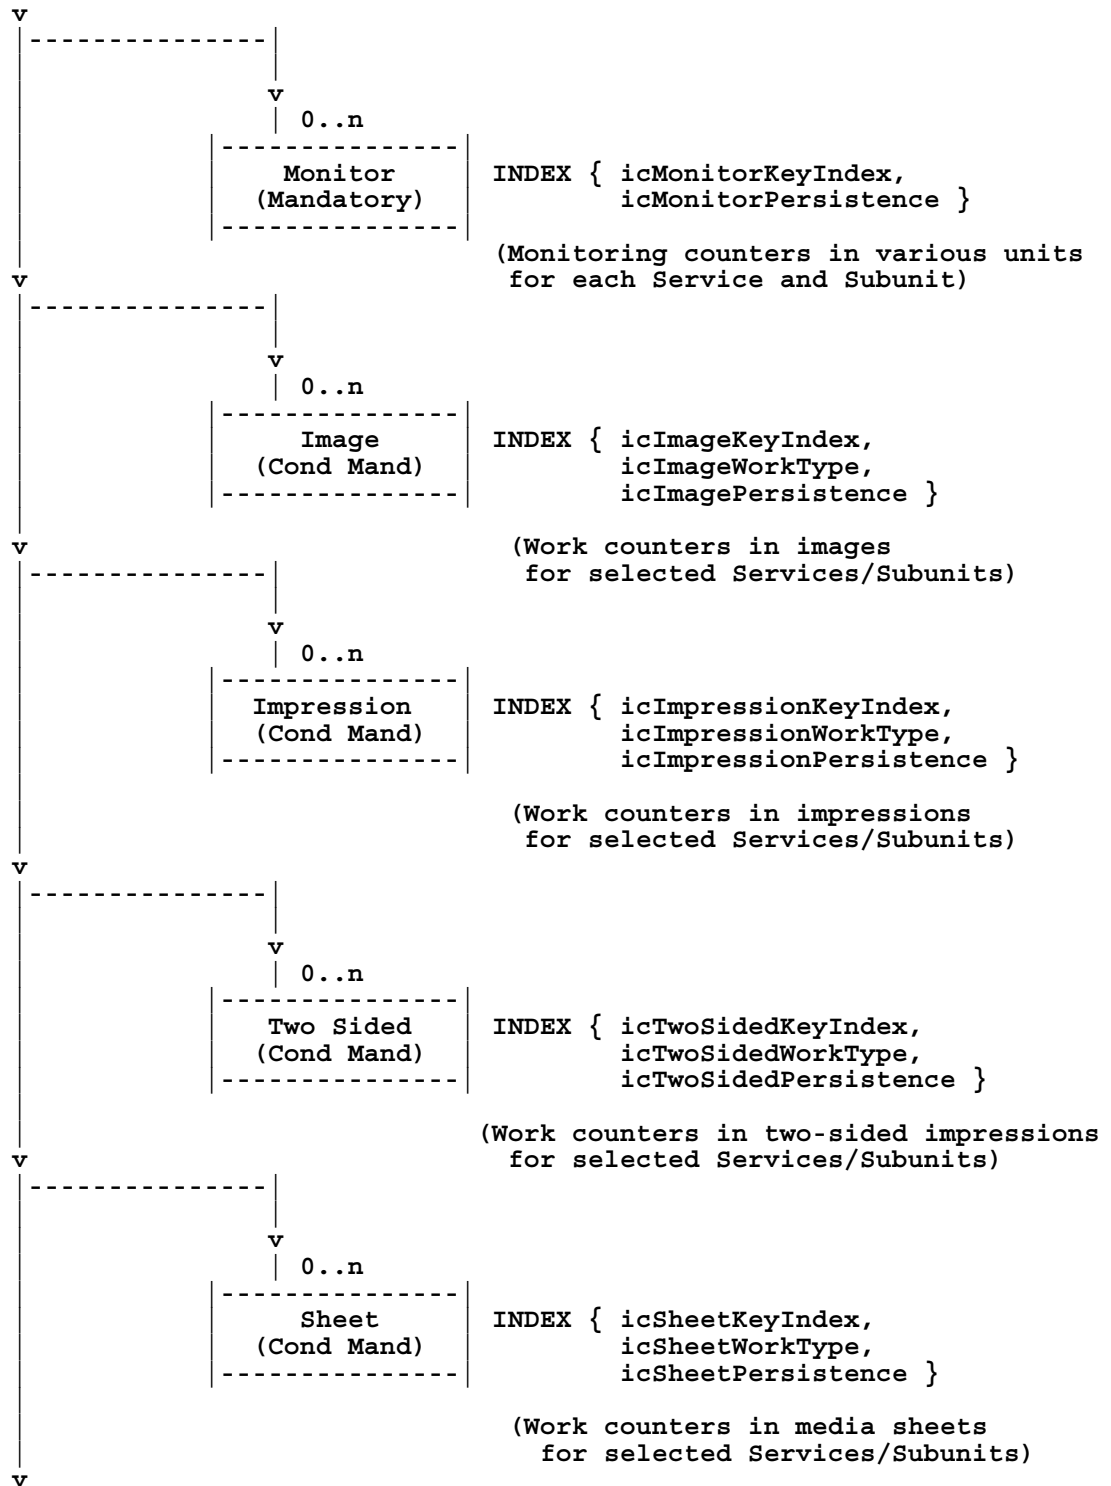 v
|---------------|
|               |
|               v
|               | 0..n
|           |---------------|
|           |    Monitor    | INDEX { icMonitorKeyIndex,
|           |  (Mandatory)  |         icMonitorPersistence }
|           |---------------|
|                             (Monitoring counters in various units
v                              for each Service and Subunit)
|---------------|
|               |
|               v
|               | 0..n
|           |---------------|
|           |     Image     | INDEX { icImageKeyIndex,
|           |  (Cond Mand)  |         icImageWorkType,
|           |---------------|         icImagePersistence }
|
v                              (Work counters in images
|---------------|               for selected Services/Subunits)
|               |
|               v
|               | 0..n
|           |---------------|
|           |  Impression   | INDEX { icImpressionKeyIndex,
|           |  (Cond Mand)  |         icImpressionWorkType,
|           |---------------|         icImpressionPersistence }
|
|                              (Work counters in impressions
|                               for selected Services/Subunits)
v
|---------------|
|               |
|               v
|               | 0..n
|           |---------------|
|           |   Two Sided   | INDEX { icTwoSidedKeyIndex,
|           |  (Cond Mand)  |         icTwoSidedWorkType,
|           |---------------|         icTwoSidedPersistence }
|
|                            (Work counters in two-sided impressions
v                              for selected Services/Subunits)
|---------------|
|               |
|               v
|               | 0..n
|           |---------------|
|           |     Sheet     | INDEX { icSheetKeyIndex,
|           |  (Cond Mand)  |         icSheetWorkType,
|           |---------------|         icSheetPersistence }
|
|                              (Work counters in media sheets
|                                for selected Services/Subunits)
v